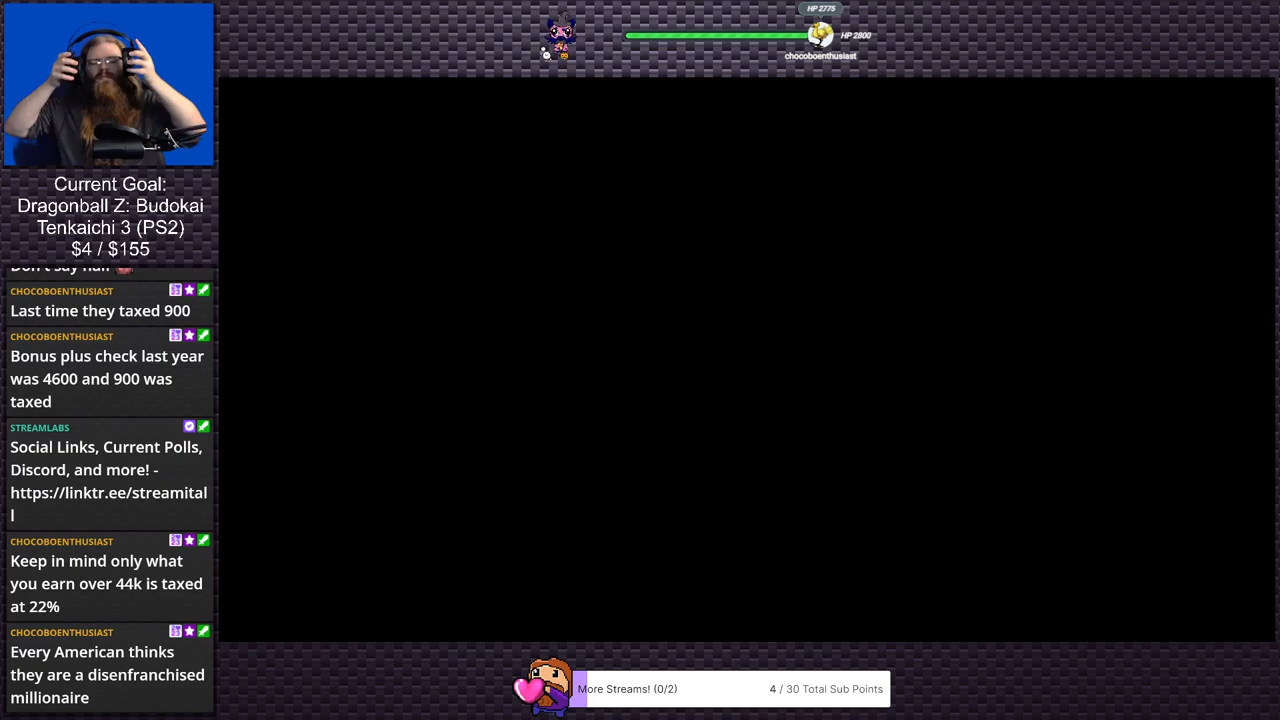 HP 2775
HP 2800
chocoboenthusiast
Current Goal:
Dragonball Z: Budokai
Tenkaichi 3 (PS2)
$4 / $155
Don't say half
CHOCOBOENTHUSIAST
Last time they taxed 900
CHOCOBOENTHUSIAST
Bonus plus check last year
was 4600 and 900 was
taxed
STREAMLABS
Social Links, Current Polls,
Discord, and more! -
https://linktr.ee/streamital
l
CHOCOBOENTHUSIAST
Keep in mind only what
you earn over 44k is taxed
at 22%
CHOCOBOENTHUSIAST
Every American thinks
they are a disenfranchised
millionaire
More Streams! (0/2)
4 / 30 Total Sub Points